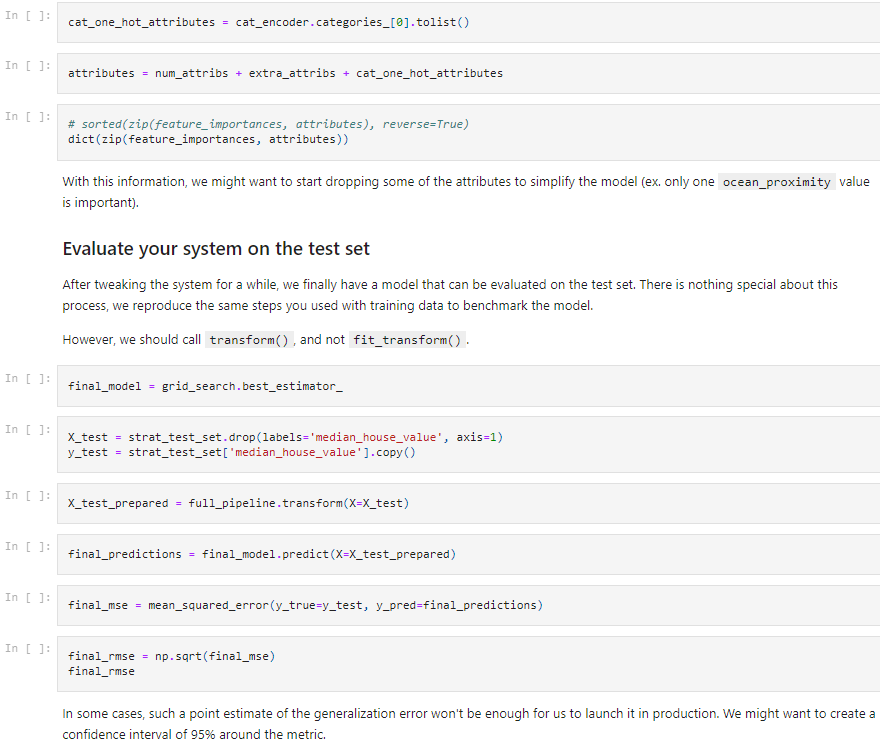 In [ ]: cat_one_hot_attributes = cat_encoder.categories_[0].tolist()
In [ ]: attributes = num_attribs + extra_attribs + cat_one_hot_attributes
In [ ]: # sorted(zip(feature_importances, attributes), reverse=True)
dict(zip(feature_importances, attributes))
With this information, we might want to start dropping some of the attributes to simplify the model (ex. only one ocean_proximity value
is important).
Evaluate your system on the test set
After tweaking the system for a while, we finally have a model that can be evaluated on the test set. There is nothing special about this
process, we reproduce the same steps you used with training data to benchmark the model.
However, we should call transform() , and not fit_transform() .
In [ ]: final_model = grid_search.best_estimator_
In [ ]: X_test = strat_test_set.drop(labels='median_house_value', axis=1)
y_test = strat_test_set['median_house_value'].copy()
In [ ]: X_test_prepared = full_pipeline.transform(X=X_test)
In [ ]: final_predictions = final_model.predict(X=X_test_prepared)
In [ ]: final_mse = mean_squared_error(y_true=y_test, y_pred=final_predictions)
In [ ]: final_rmse = np.sqrt(final_mse)
final_rmse
In some cases, such a point estimate of the generalization error won't be enough for us to launch it in production. We might want to create a
confidence interval of 95% around the metric.